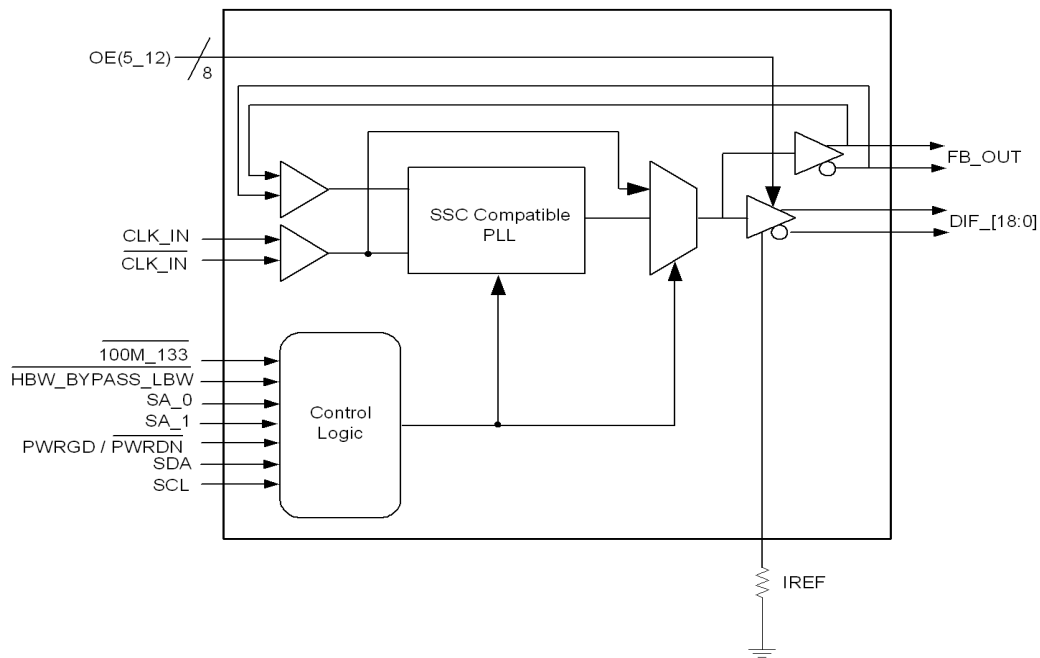 OE(5_12)
8
FB_OUT
SSC Compatible
PLL
DIF_[18:0]
CLK_IN
CLK_IN
100M_133
HBW_BYPASS_LBW
SA_0
SA_1
PWRGD / PWRDN
SDA
SCL
Control
Logic
IREF